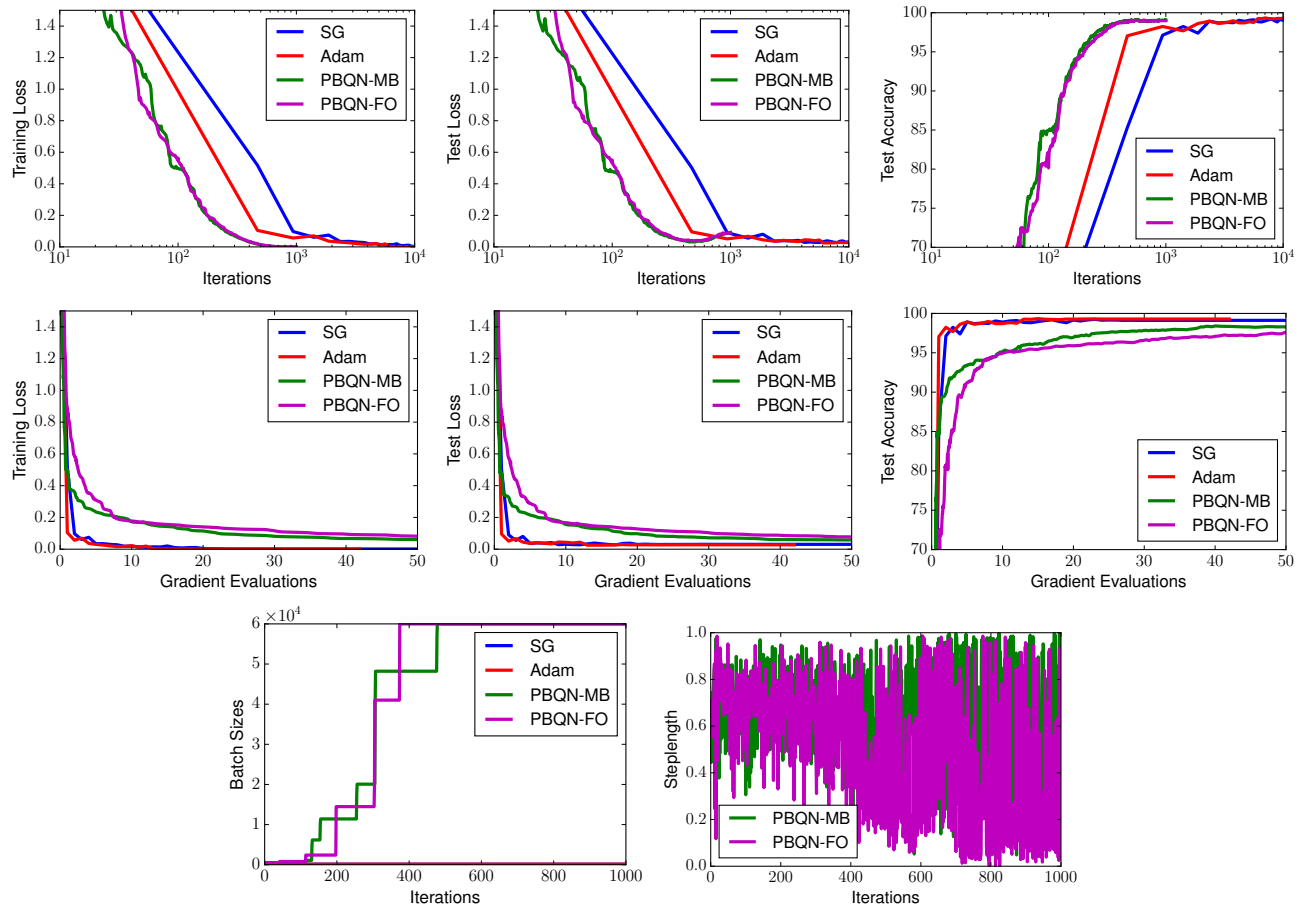 Training Loss
1.4
1.2
1.0
0.8
0.6
0.4
0.2
0.0
10^1
10^2
10^3
10^4
Iterations
SG
Adam
PBQN-MB
PBQN-FO
Test Loss
1.4
1.2
1.0
0.8
0.6
0.4
0.2
0.0
10^1
10^2
10^3
10^4
Iterations
SG
Adam
PBQN-MB
PBQN-FO
Test Accuracy
100
95
90
85
80
75
70
10^1
10^2
10^3
10^4
Iterations
SG
Adam
PBQN-MB
PBQN-FO
Training Loss
1.4
1.2
1.0
0.8
0.6
0.4
0.2
0.0
0
10
20
30
40
50
Gradient Evaluations
SG
Adam
PBQN-MB
PBQN-FO
Test Loss
1.4
1.2
1.0
0.8
0.6
0.4
0.2
0.0
0
10
20
30
40
50
Gradient Evaluations
SG
Adam
PBQN-MB
PBQN-FO
Test Accuracy
100
95
90
85
80
75
70
0
10
20
30
40
50
Gradient Evaluations
SG
Adam
PBQN-MB
PBQN-FO
×10^4
Batch Sizes
6
5
4
3
2
1
0
0
200
400
600
800
1000
Iterations
SG
Adam
PBQN-MB
PBQN-FO
Steplength
1.0
0.8
0.6
0.4
0.2
0.0
0
200
400
600
800
1000
Iterations
PBQN-MB
PBQN-FO